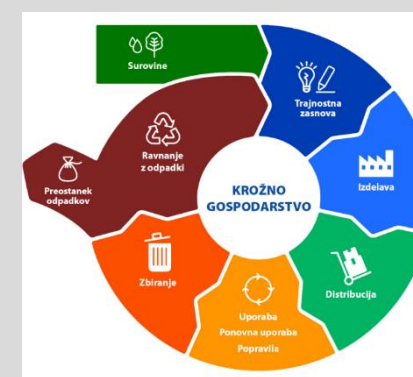 Surovine
Trajnostna
zasnova
Izdelava
Distribucija
Uporaba
Ponovna uporaba
Popravila
Zbiranje
Ravnanje
z odpadki
Preostanek
odpadkov
KROŽNO
GOSPODARSTVO